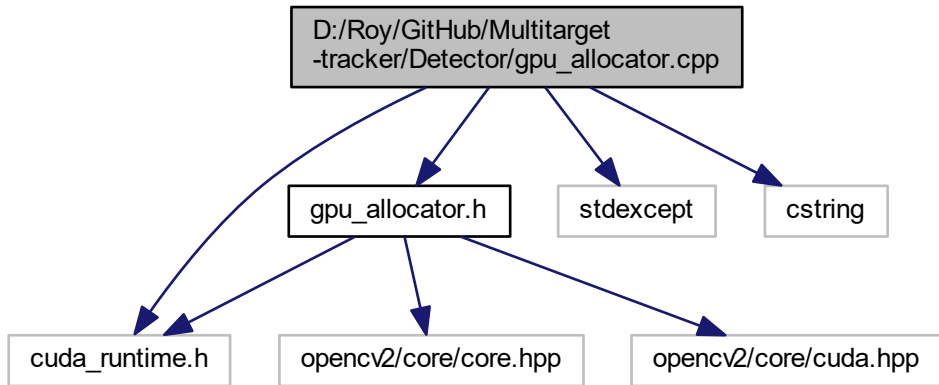 D:/Roy/GitHub/Multitarget
-tracker/Detector/gpu_allocator.cpp
gpu_allocator.h
stdexcept
cstring
cuda_runtime.h
opencv2/core/core.hpp
opencv2/core/cuda.hpp